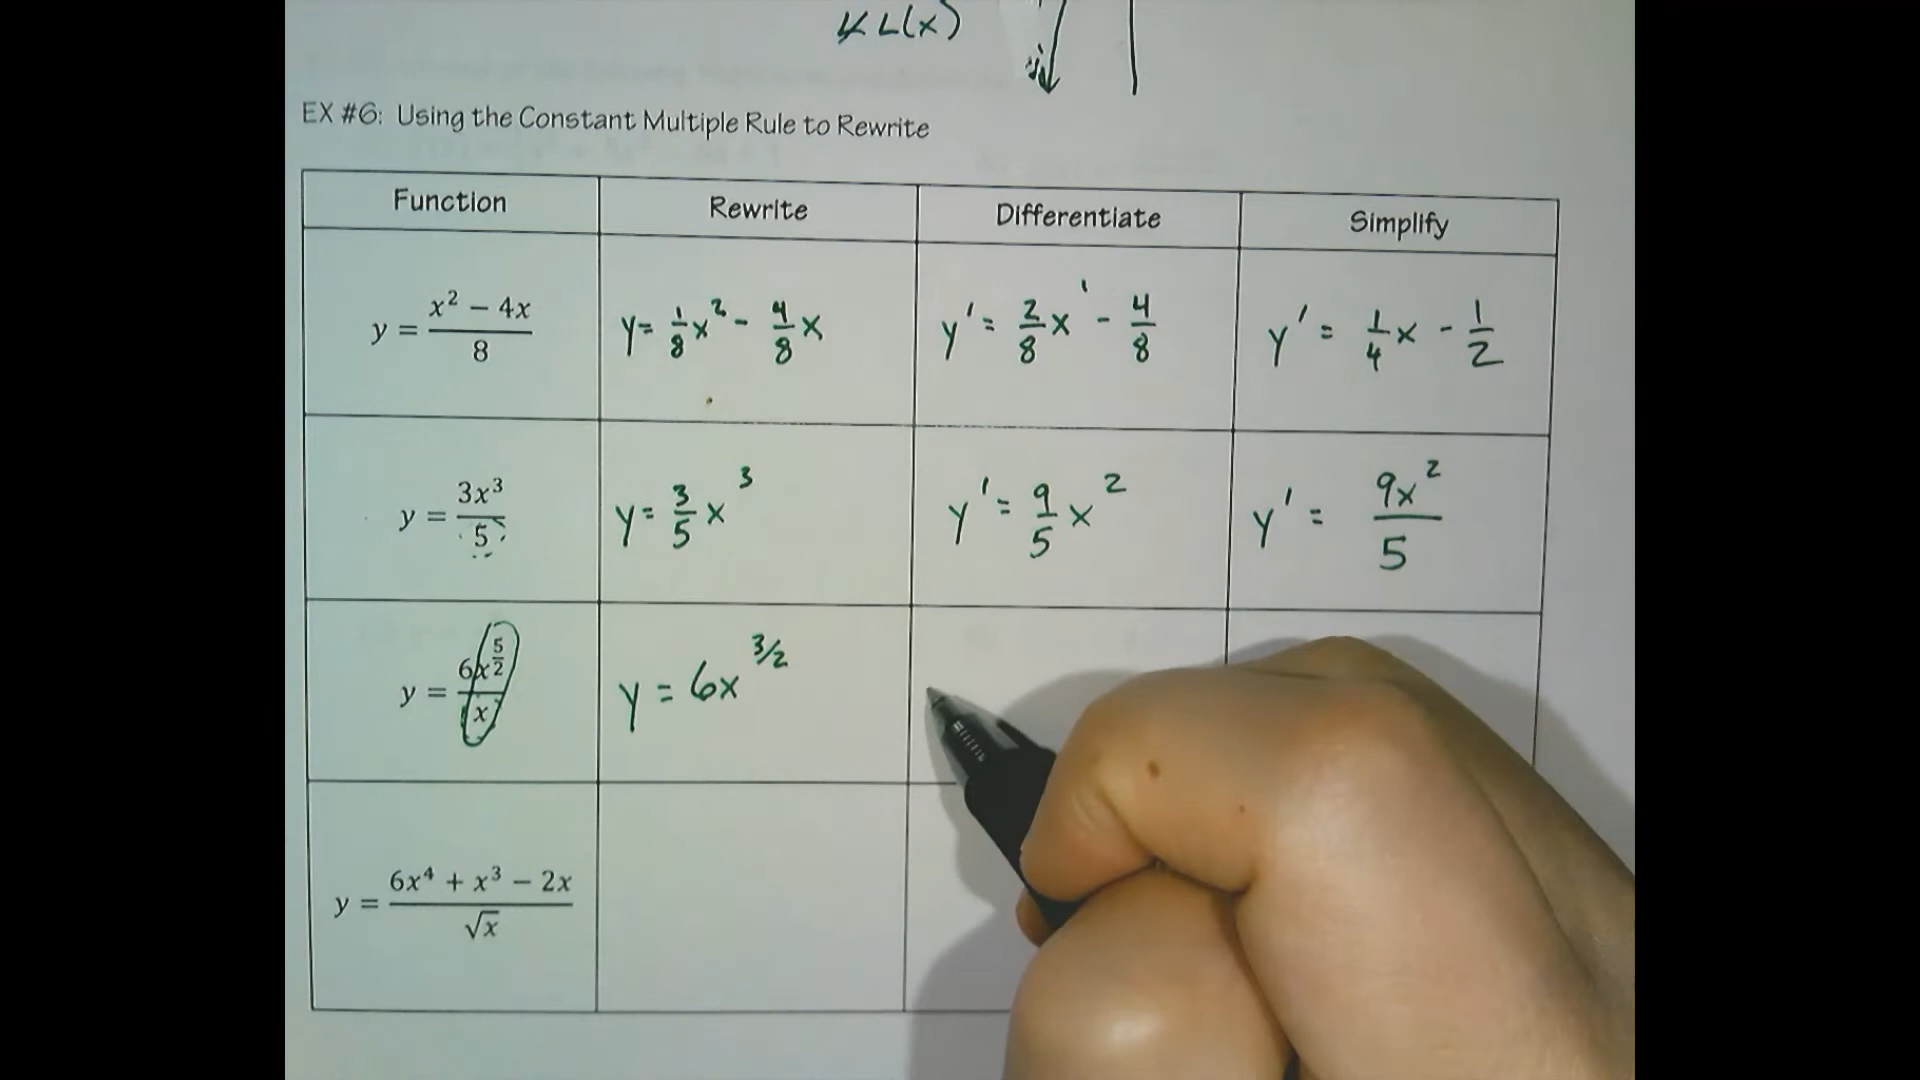 K L(x)
EX #6: Using the Constant Multiple Rule to Rewrite
Function Rewrite Differentiate Simplify
y = (x² − 4x)/8 y = 1/8 x² - 4/8 x y' = 2/8 x¹ - 4/8 y' = 1/4 x - 1/2
y = 3x³/5 y = 3/5 x³ y' = 9/5 x² y' = 9x²/5
y = 6x^(5/2)/x y = 6x^(3/2)
y = (6x⁴ + x³ − 2x)/√x